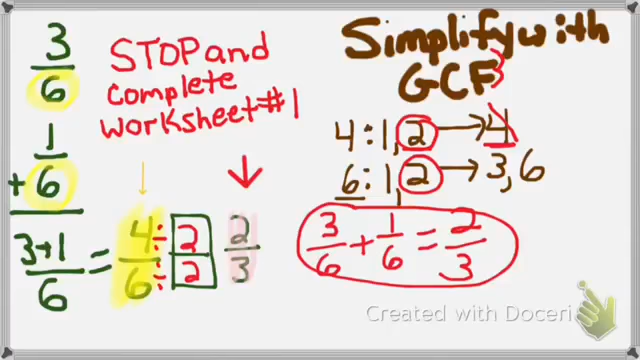 3/6
+ 1/6
3+1/6 = 4/6 ÷ 2/÷ 2 2/3
STOP and
complete
worksheet #1
Simplify with
GCF
3
4:1, 2 → 4
6:1, 2 → 3, 6
3/6 + 1/6 = 2/3
Created with Doceri